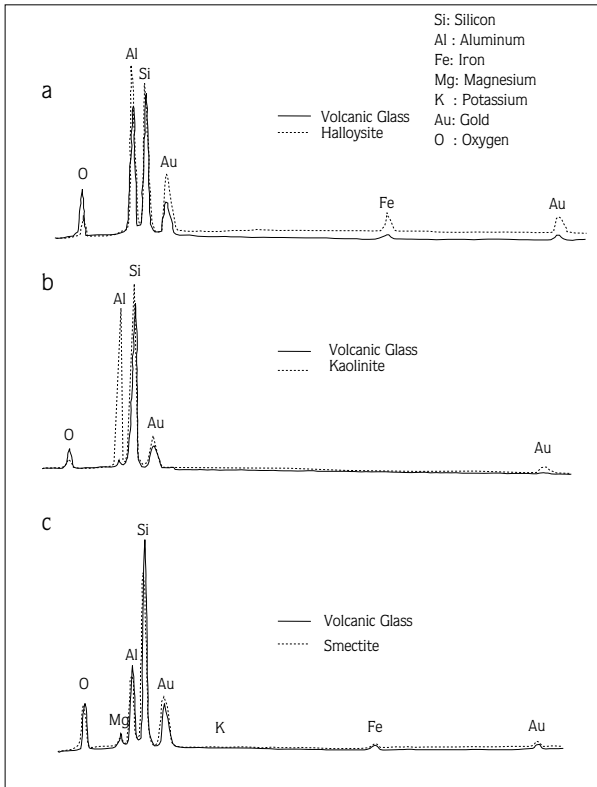 Si: Silicon
Al : Aluminum
Fe: Iron
Mg: Magnesium
K : Potassium
Au: Gold
O : Oxygen
a
Al
Si
O
Au
Fe
Au
Volcanic Glass
Halloysite
b
Si
Al
O
Au
Au
Volcanic Glass
Kaolinite
c
Si
Al
O
Au
Mg
K
Fe
Au
Volcanic Glass
Smectite